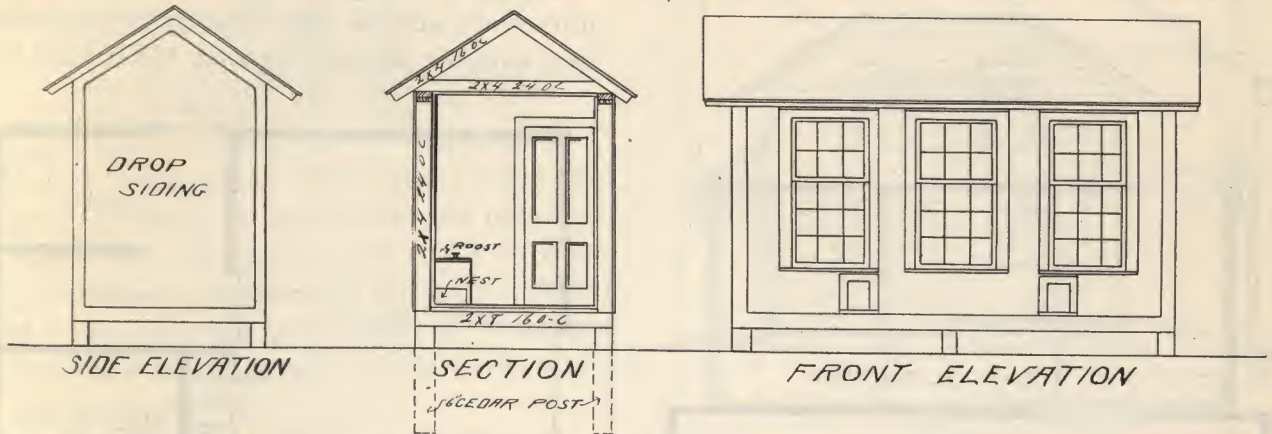 DROP
SIDING
SIDE ELEVATION
2X4 16 O.C
2X4 24 O C
2X4 24 O C
ROOST
NEST
2X8 16 O-C
SECTION
6" CEDAR POST
FRONT ELEVATION